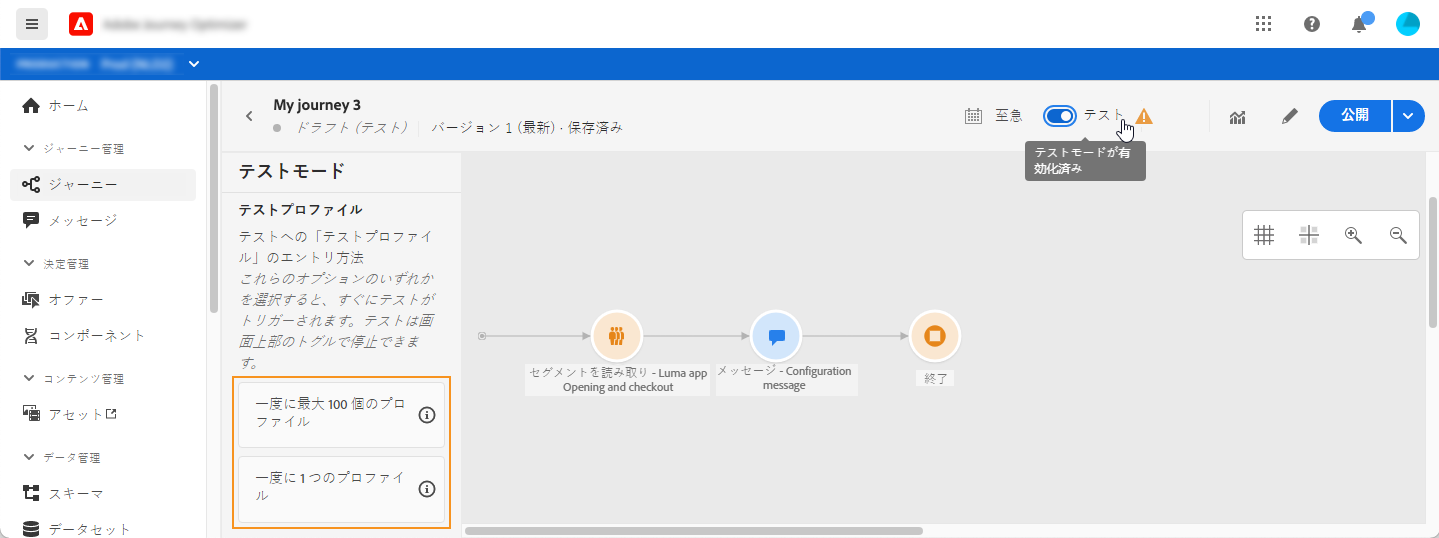 ホーム
ジャーニー管理
ジャーニー
メッセージ
決定管理
オファー
コンポーネント
コンテンツ管理
アセット
データ管理
スキーマ
データセット
My journey 3
ドラフト (テスト)
バージョン 1 (最新) · 保存済み
至急
テスト
公開
テストモードが有
効化済み
テストモード
テストプロファイル
テストへの「テストプロファイ
ル」のエントリ方法
これらのオプションのいずれか
を選択すると、すぐにテストが
トリガーされます。テストは画
面上部のトグルで停止できま
す。
一度に最大 100 個のプロ
ファイル
一度に 1 つのプロファイ
ル
セグメントを読み取り - Luma app
Opening and checkout
メッセージ - Configuration
message
終了